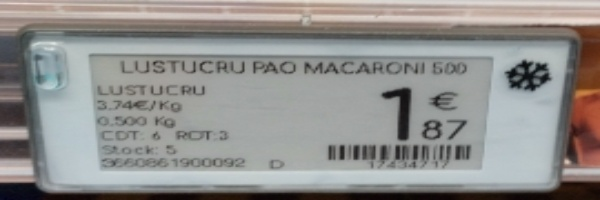 LUSTUCRU PAO MACARONI 500
LUSTUCRU
3.74€/Kg
0.500 Kg
CDT: 6 ROT:3
Stock: 5
3660861900092 D
1€87
17434717